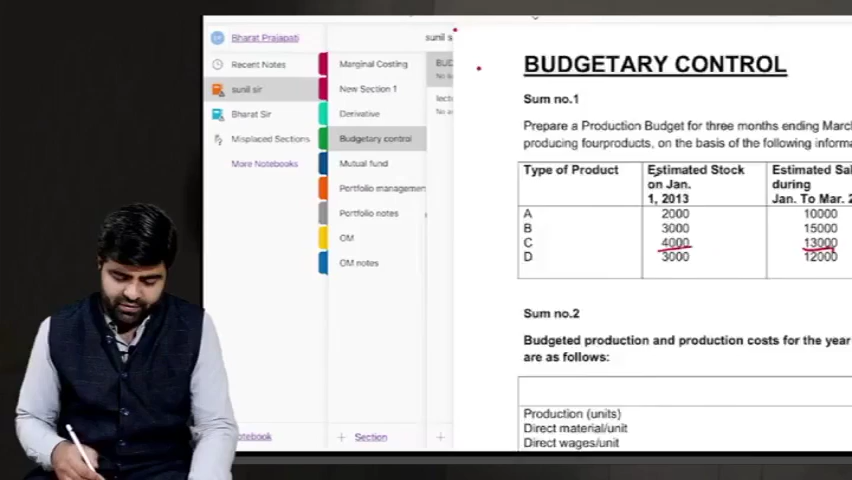 Bharat Prajapati
Recent Notes
sunil sir
Bharat Sir
Misplaced Sections
More Notebooks
Notebook
sunil s
Marginal Costing
New Section 1
Derivative
Budgetary control
Mutual fund
Portfolio managemen
Portfolio notes
OM
OM notes
+ Section
+
BUD
lectu
BUDGETARY CONTROL
Sum no.1
Prepare a Production Budget for three months ending March
producing fourproducts, on the basis of the following informa
Type of Product Estimated Stock Estimated Sal
on Jan. during
1, 2013 Jan. To Mar. 2
A 2000 10000
B 3000 15000
C 4000 13000
D 3000 12000
Sum no.2
Budgeted production and production costs for the year
are as follows:
Production (units)
Direct material/unit
Direct wages/unit